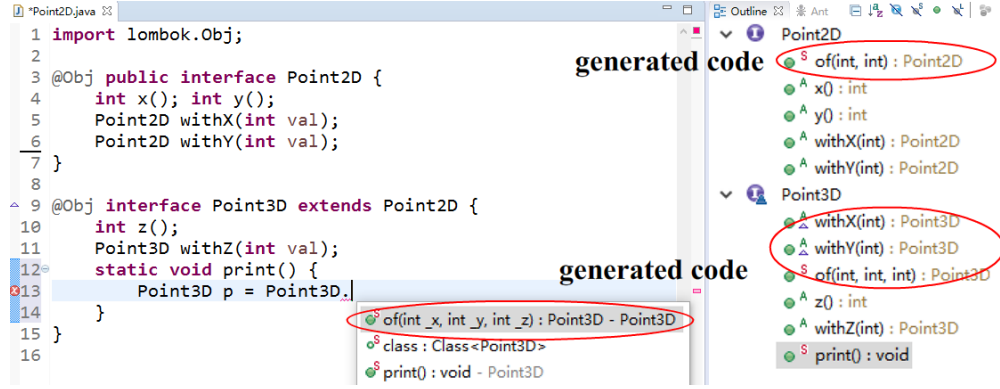 *Point2D.java
1 import lombok.Obj;
2
3 @Obj public interface Point2D {
4 int x(); int y();
5 Point2D withX(int val);
6 Point2D withY(int val);
7 }
8
9 @Obj interface Point3D extends Point2D {
10 int z();
11 Point3D withZ(int val);
12 static void print() {
13 Point3D p = Point3D.
14 }
15 }
16
of(int _x, int _y, int _z) : Point3D - Point3D
class : Class<Point3D>
print() : void - Point3D
generated code
generated code
Outline Ant
Point2D
S of(int, int) : Point2D
A x() : int
A y() : int
A withX(int) : Point2D
A withY(int) : Point2D
Point3D
A withX(int) : Point3D
A withY(int) : Point3D
S of(int, int, int) : Point3D
A z() : int
A withZ(int) : Point3D
S print() : void